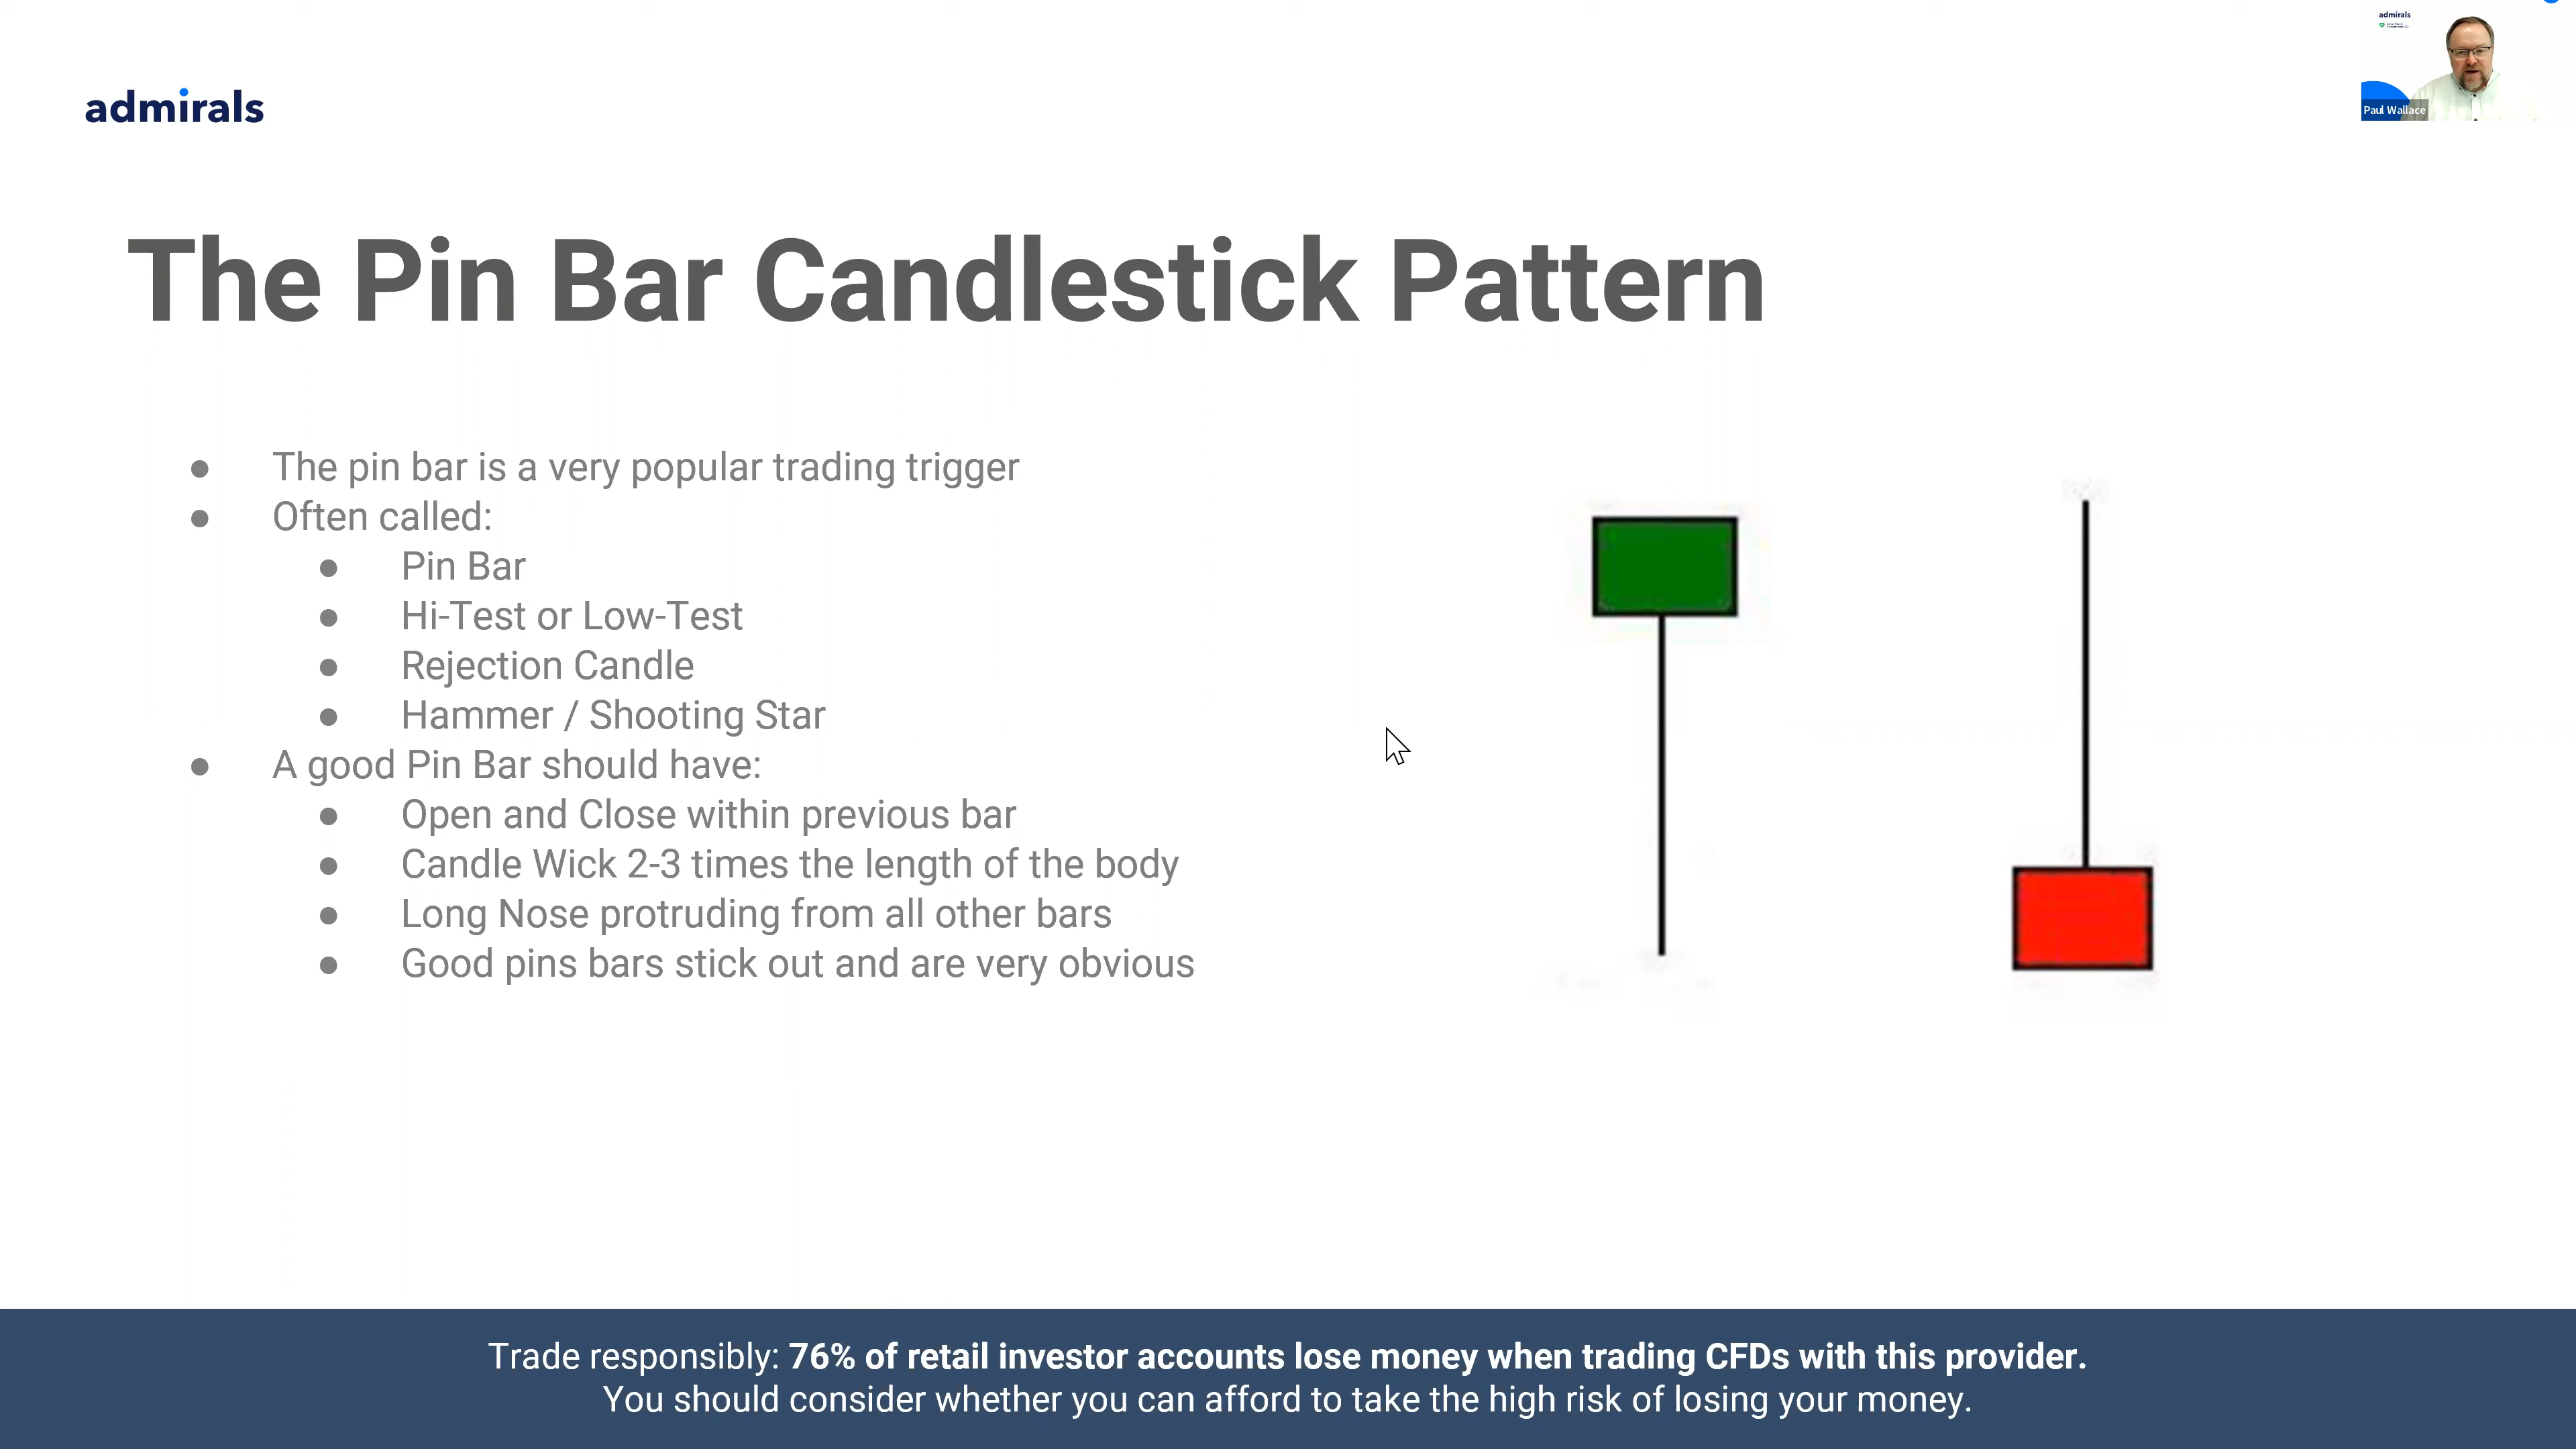 admirals
admirals
Paul Wallace
The Pin Bar Candlestick Pattern
● The pin bar is a very popular trading trigger
● Often called:
● Pin Bar
● Hi-Test or Low-Test
● Rejection Candle
● Hammer / Shooting Star
● A good Pin Bar should have:
● Open and Close within previous bar
● Candle Wick 2-3 times the length of the body
● Long Nose protruding from all other bars
● Good pins bars stick out and are very obvious
Trade responsibly: 76% of retail investor accounts lose money when trading CFDs with this provider.
You should consider whether you can afford to take the high risk of losing your money.